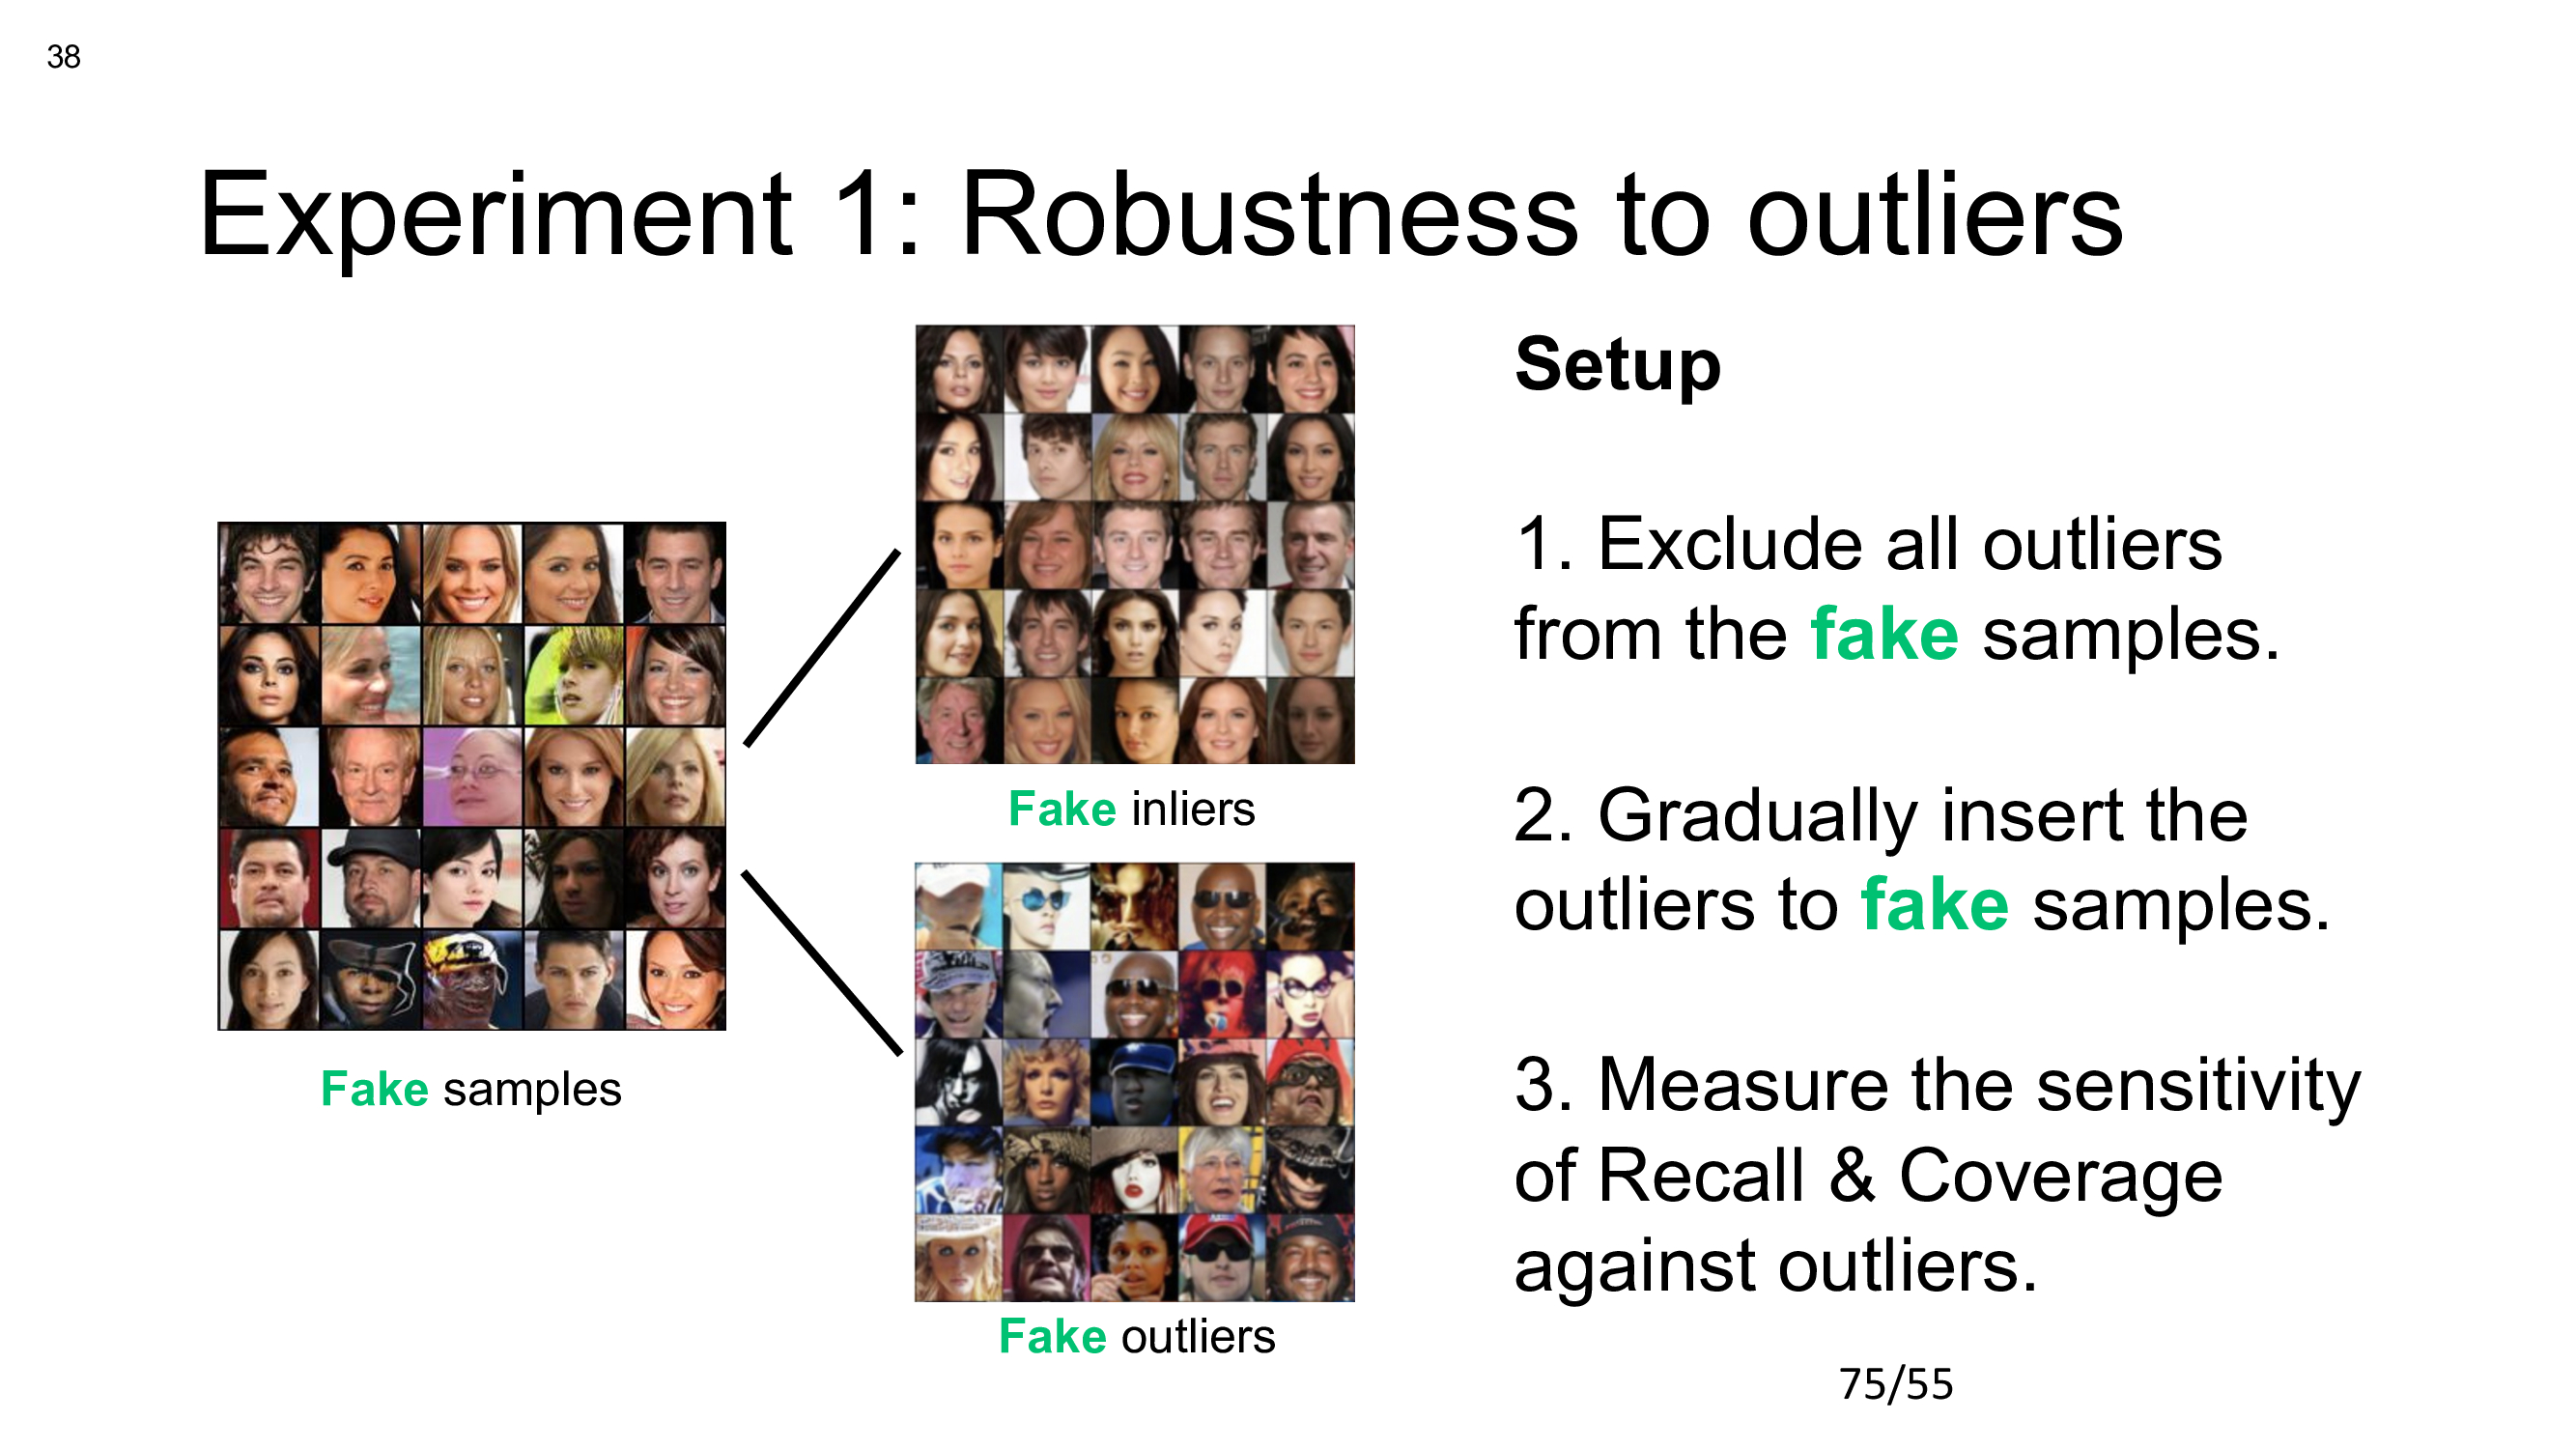 38
Experiment 1: Robustness to outliers
Fake samples
Fake inliers
Fake outliers
Setup
1. Exclude all outliers
from the fake samples.
2. Gradually insert the
outliers to fake samples.
3. Measure the sensitivity
of Recall & Coverage
against outliers.
75/55